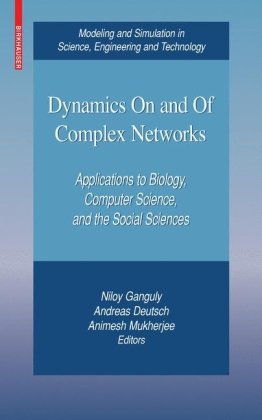 BIRKHAUSER
Modeling and Simulation in
Science, Engineering and Technology
Dynamics On and Of
Complex Networks
Applications to Biology,
Computer Science,
and the Social Sciences
Niloy Ganguly
Andreas Deutsch
Animesh Mukherjee
Editors